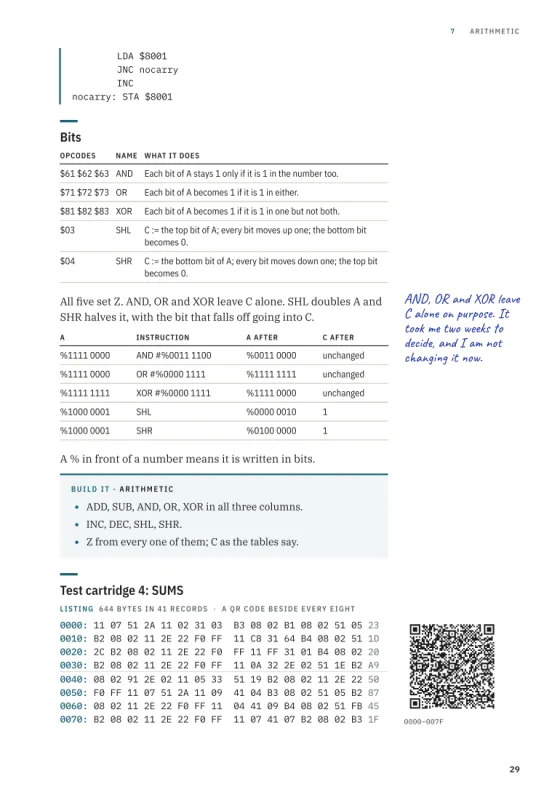 7 ARITHMETIC
LDA $8001
JNC nocarry
INC
nocarry: STA $8001
Bits
OPCODES NAME WHAT IT DOES
$61 $62 $63 AND Each bit of A stays 1 only if it is 1 in the number too.
$71 $72 $73 OR Each bit of A becomes 1 if it is 1 in either.
$81 $82 $83 XOR Each bit of A becomes 1 if it is 1 in one but not both.
$03 SHL C := the top bit of A; every bit moves up one; the bottom bit
becomes 0.
$04 SHR C := the bottom bit of A; every bit moves down one; the top bit
becomes 0.
All five set Z. AND, OR and XOR leave C alone. SHL doubles A and
SHR halves it, with the bit that falls off going into C.
AND, OR and XOR leave
C alone on purpose. It
took me two weeks to
decide, and I am not
changing it now.
A INSTRUCTION A AFTER C AFTER
%1111 0000 AND #%0011 1100 %0011 0000 unchanged
%1111 0000 OR #%0000 1111 %1111 1111 unchanged
%1111 1111 XOR #%0000 1111 %1111 0000 unchanged
%1000 0001 SHL %0000 0010 1
%1000 0001 SHR %0100 0000 1
A % in front of a number means it is written in bits.
BUILD IT · ARITHMETIC
• ADD, SUB, AND, OR, XOR in all three columns.
• INC, DEC, SHL, SHR.
• Z from every one of them; C as the tables say.
Test cartridge 4: SUMS
LISTING 644 BYTES IN 41 RECORDS · A QR CODE BESIDE EVERY EIGHT
0000: 11 07 51 2A 11 02 31 03 B3 08 02 B1 08 02 51 05 23
0010: B2 08 02 11 2E 22 F0 FF 11 C8 31 64 B4 08 02 51 1D
0020: 2C B2 08 02 11 2E 22 F0 FF 11 FF 31 01 B4 08 02 20
0030: B2 08 02 11 2E 22 F0 FF 11 0A 32 2E 02 51 1E B2 A9
0040: 08 02 91 2E 02 11 05 33 51 19 B2 08 02 11 2E 22 50
0050: F0 FF 11 07 51 2A 11 09 41 04 B3 08 02 51 05 B2 87
0060: 08 02 11 2E 22 F0 FF 11 04 41 09 B4 08 02 51 FB 45
0070: B2 08 02 11 2E 22 F0 FF 11 07 41 07 B2 08 02 B3 1F
0000–007F
29